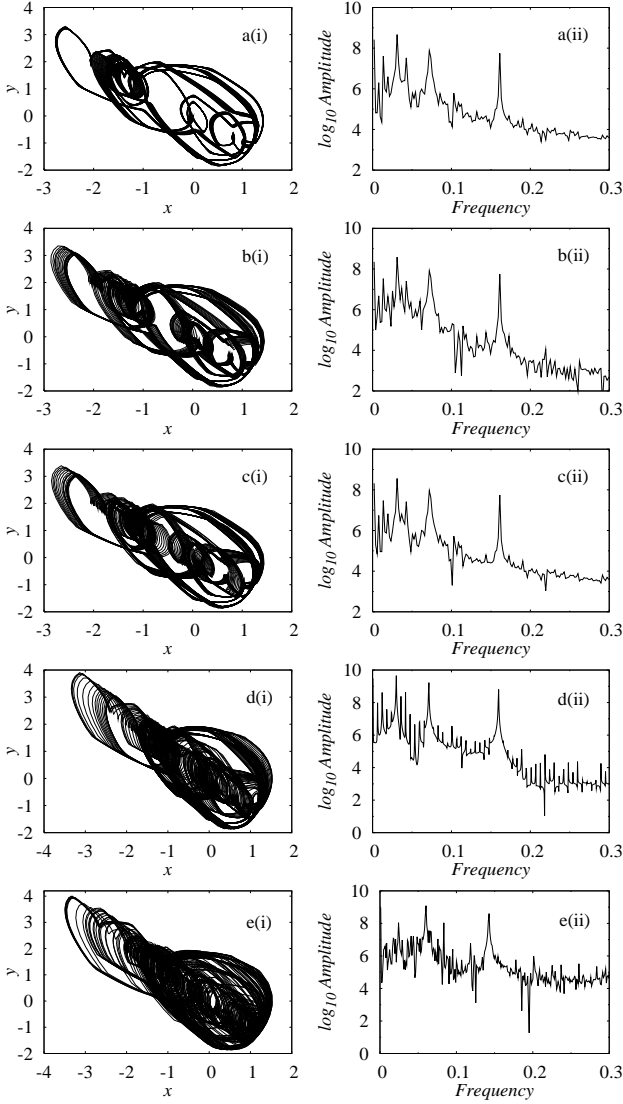 4
3
2
1
0
-1
-2
y
a(i)
-3 -2 -1 0 1 2
x
10
8
6
4
2
log10 Amplitude
a(ii)
0 0.1 0.2 0.3
Frequency
4
3
2
1
0
-1
-2
y
b(i)
-3 -2 -1 0 1 2
x
10
8
6
4
2
log10 Amplitude
b(ii)
0 0.1 0.2 0.3
Frequency
4
3
2
1
0
-1
-2
y
c(i)
-3 -2 -1 0 1 2
x
10
8
6
4
2
log10 Amplitude
c(ii)
0 0.1 0.2 0.3
Frequency
4
3
2
1
0
-1
-2
y
d(i)
-4 -3 -2 -1 0 1 2
x
10
8
6
4
2
0
log10 Amplitude
d(ii)
0 0.1 0.2 0.3
Frequency
4
3
2
1
0
-1
-2
y
e(i)
-4 -3 -2 -1 0 1 2
x
10
8
6
4
2
0
log10 Amplitude
e(ii)
0 0.1 0.2 0.3
Frequency